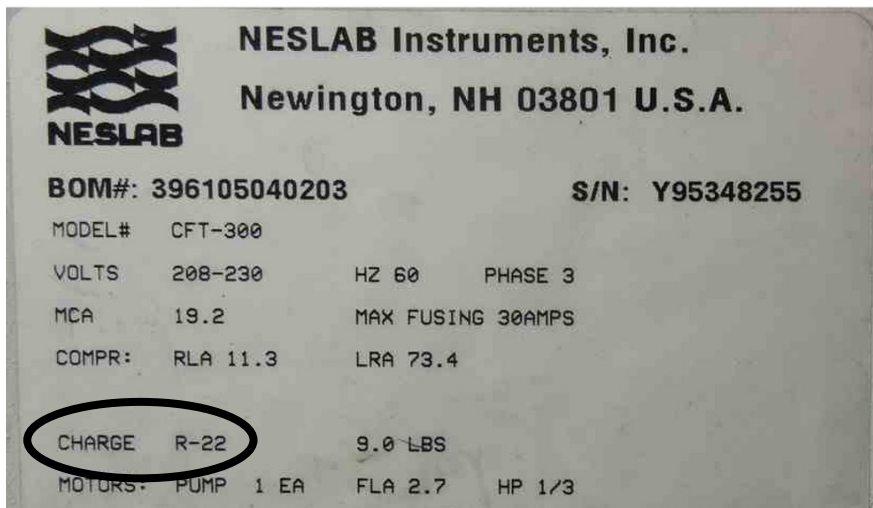 NESLAB Instruments, Inc.
Newington, NH 03801 U.S.A.
NESLAB
BOM#: 396105040203 S/N: Y95348255
MODEL# CFT-300
VOLTS 208-230 HZ 60 PHASE 3
MCA 19.2 MAX FUSING 30AMPS
COMPR: RLA 11.3 LRA 73.4
CHARGE R-22 9.0 LBS
MOTORS: PUMP 1 EA FLA 2.7 HP 1/3